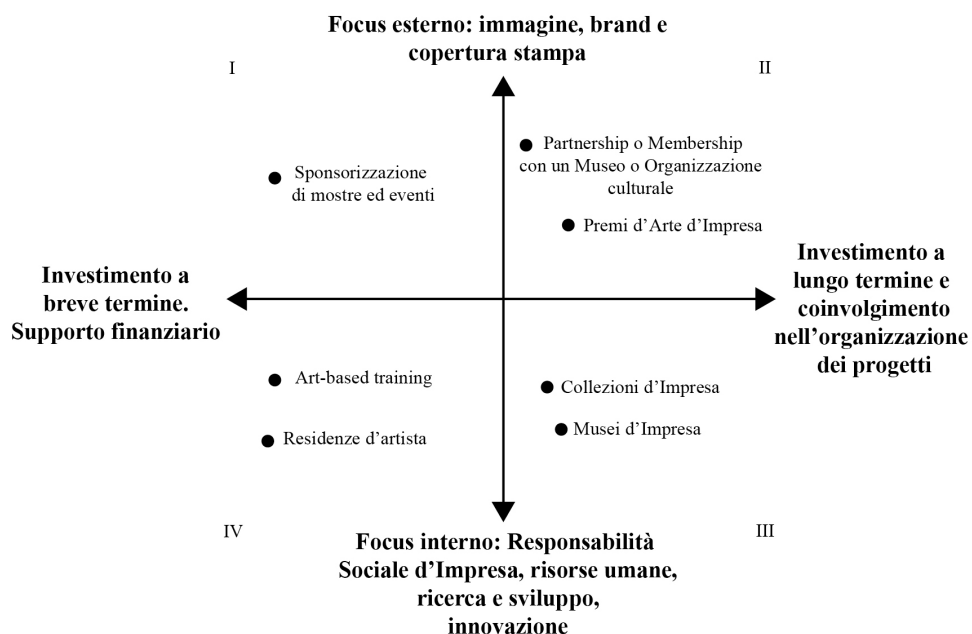 Focus esterno: immagine, brand e
copertura stampa
I
II
Partnership o Membership
con un Museo o Organizzazione
culturale
Sponsorizzazione
di mostre ed eventi
Premi d’Arte d’Impresa
Investimento a
breve termine.
Supporto finanziario
Investimento a
lungo termine e
coinvolgimento
nell’organizzazione
dei progetti
Art-based training
Collezioni d’Impresa
Residenze d’artista
Musei d’Impresa
IV
III
Focus interno: Responsabilità
Sociale d’Impresa, risorse umane,
ricerca e sviluppo,
innovazione